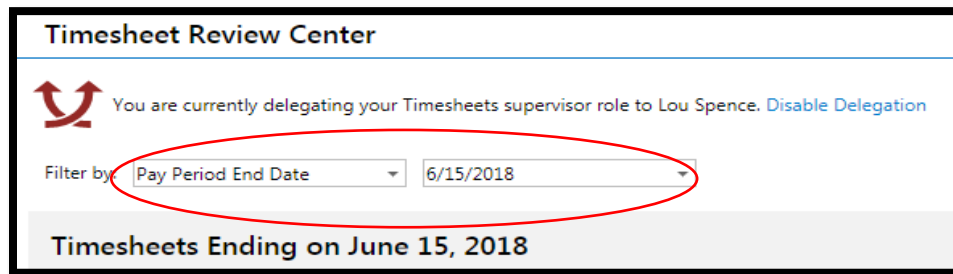 Timesheet Review Center
You are currently delegating your Timesheets supervisor role to Lou Spence. Disable Delegation
Filter by: Pay Period End Date 6/15/2018
Timesheets Ending on June 15, 2018